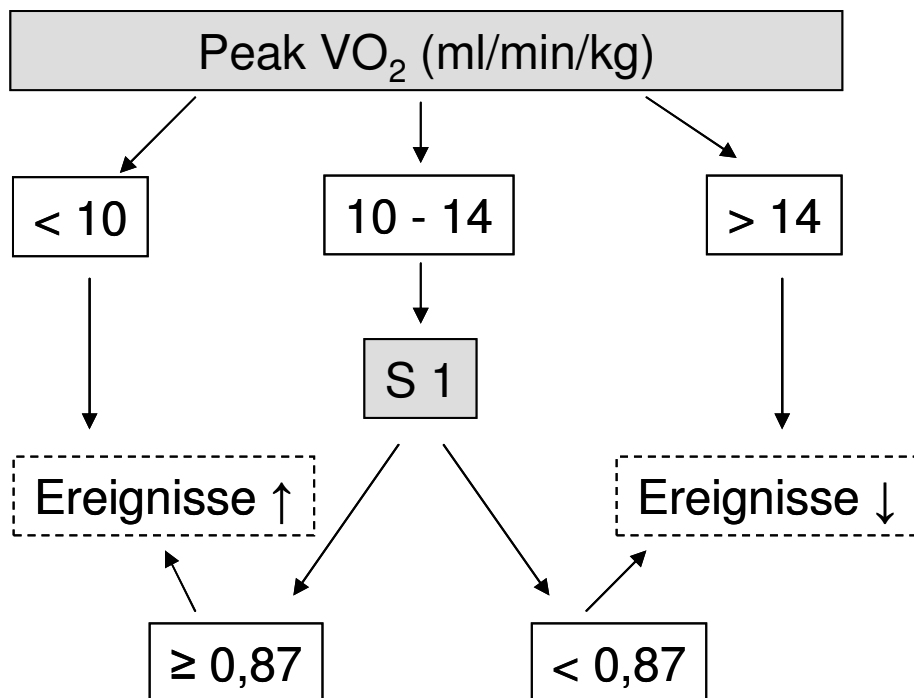 Peak VO₂ (ml/min/kg)
< 10
10 - 14
> 14
S 1
Ereignisse ↑
Ereignisse ↓
≥ 0,87
< 0,87